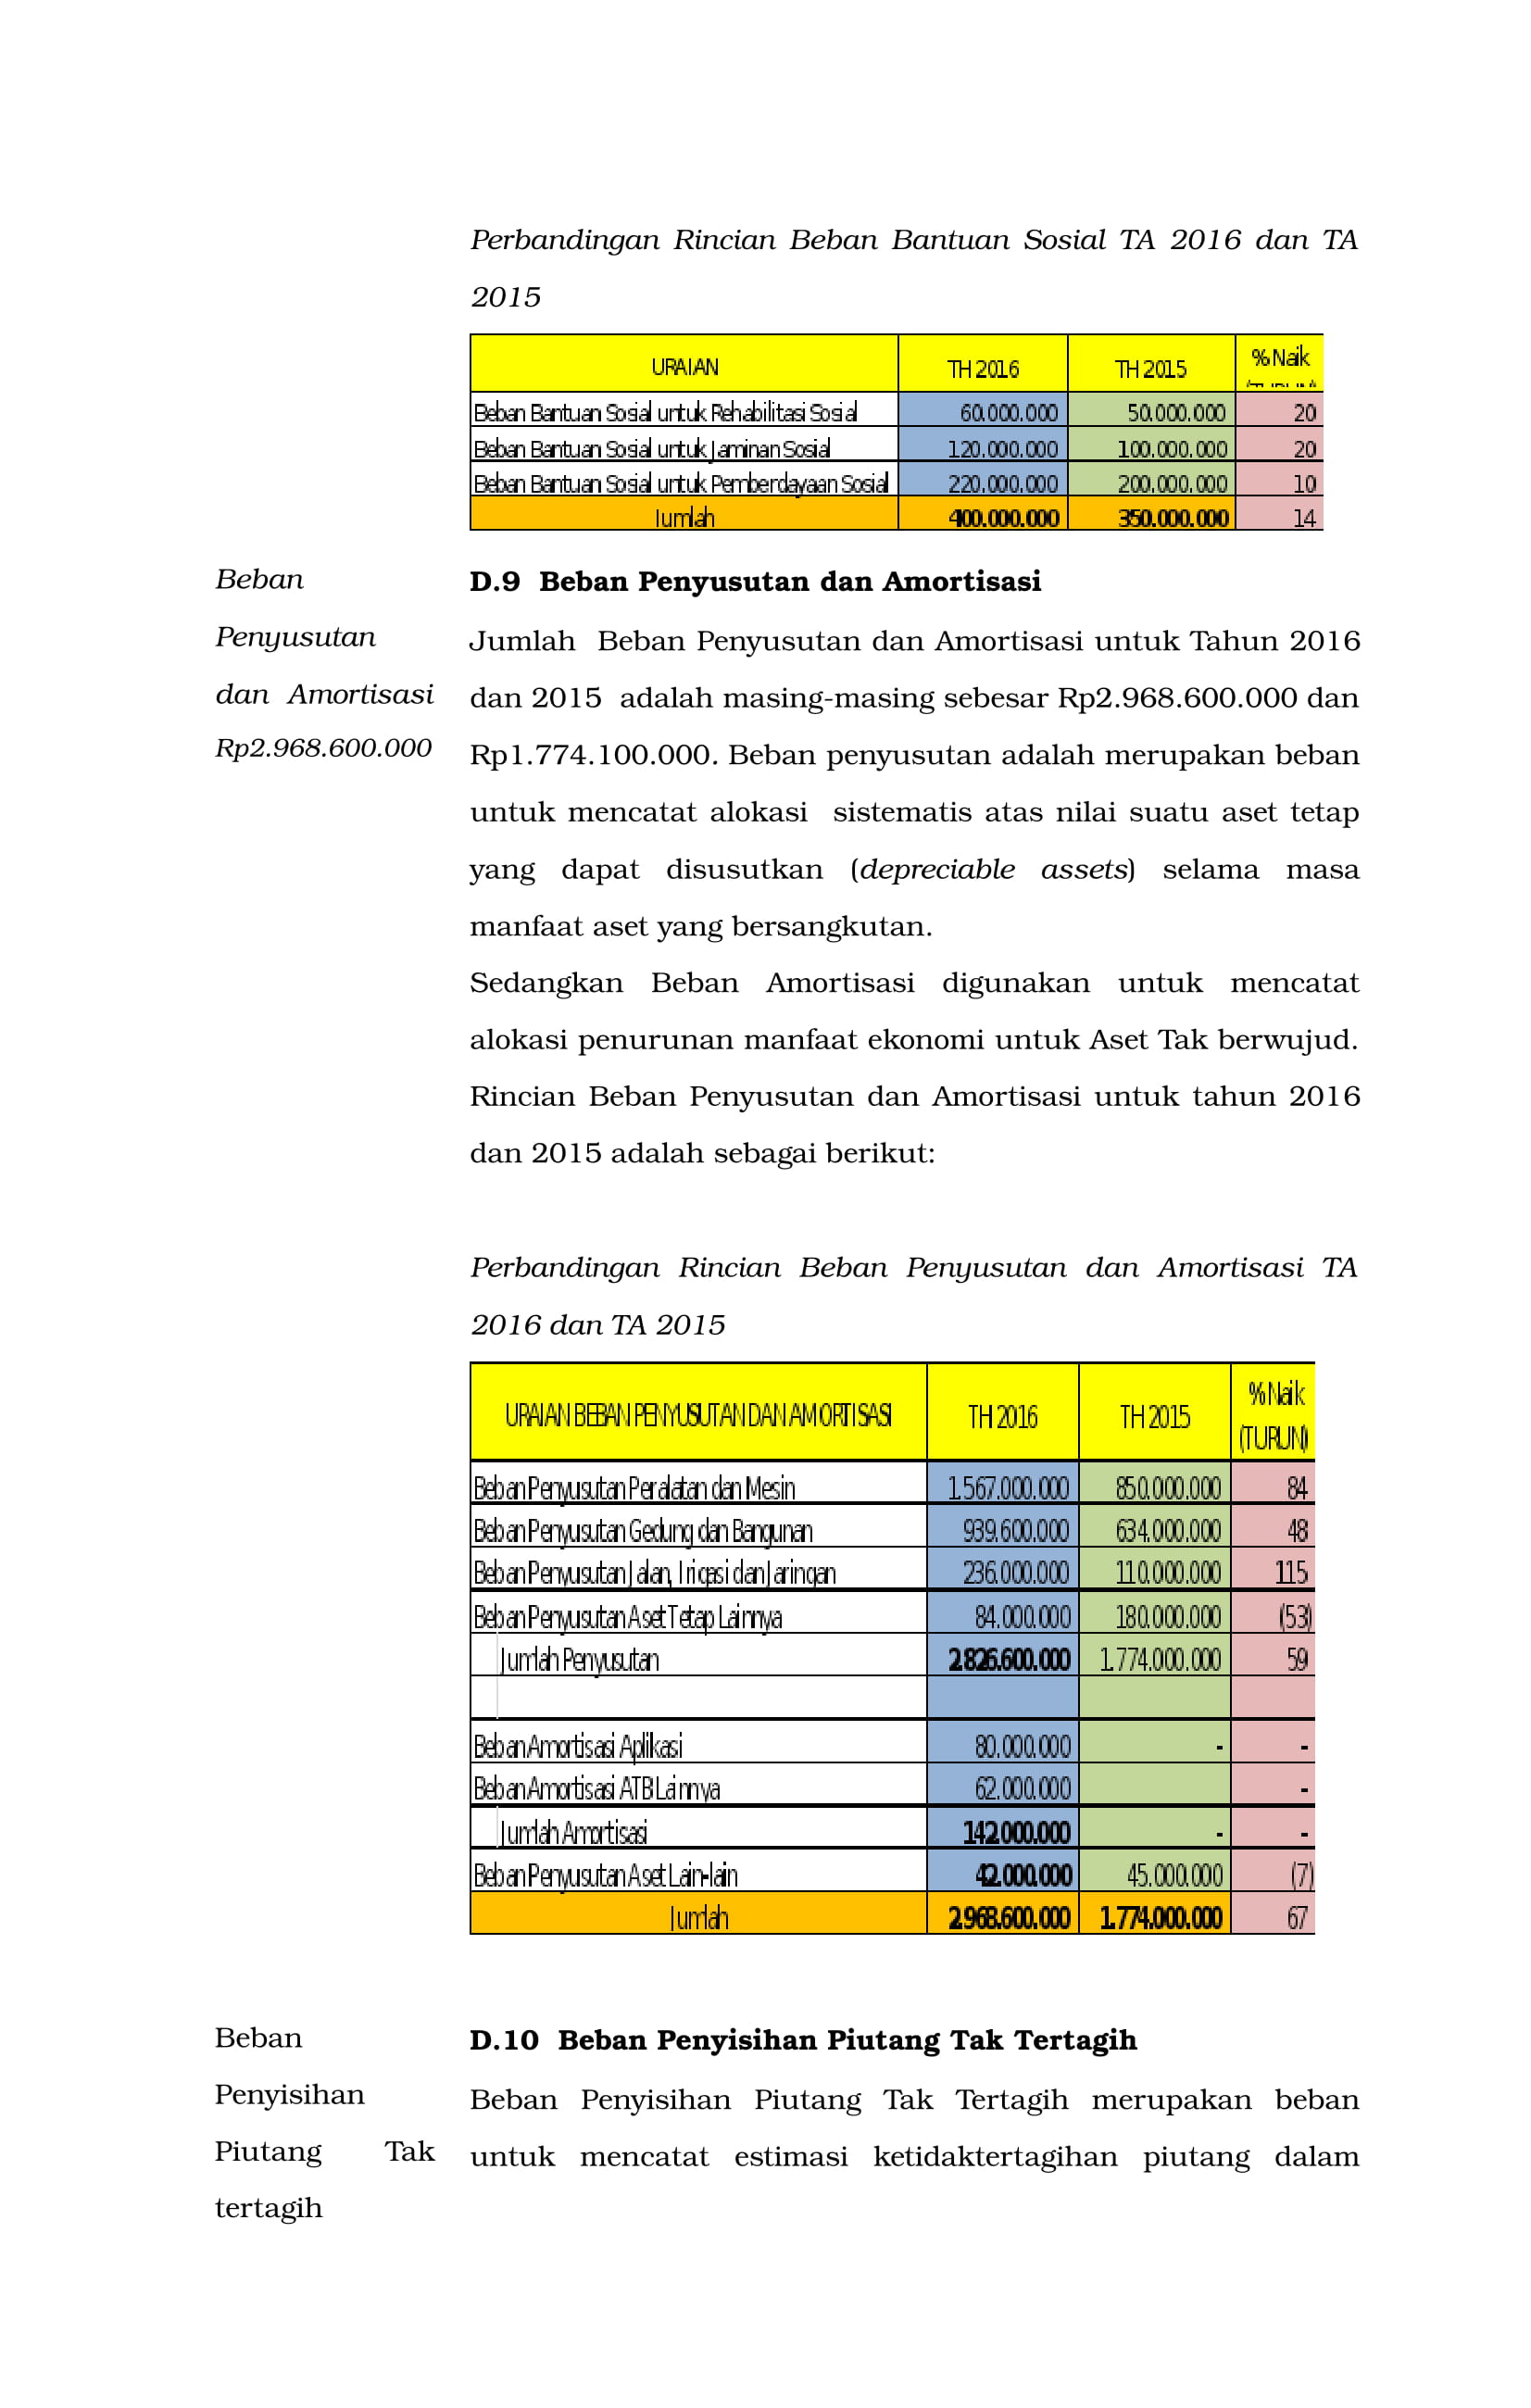 Perbandingan Rincian Beban Bantuan Sosial TA 2016 dan TA
2015
URAIAN TH 2016 TH 2015 % Naik
Beban Bantuan Sosial untuk Rehabilitasi Sosial 60.000.000 50.000.000 20
Beban Bantuan Sosial untuk Jaminan Sosial 120.000.000 100.000.000 20
Beban Bantuan Sosial untuk Pemberdayaan Sosial 220.000.000 200.000.000 10
Jumlah 400.000.000 350.000.000 14
Beban
Penyusutan
dan Amortisasi
Rp2.968.600.000
D.9 Beban Penyusutan dan Amortisasi
Jumlah Beban Penyusutan dan Amortisasi untuk Tahun 2016
dan 2015 adalah masing-masing sebesar Rp2.968.600.000 dan
Rp1.774.100.000. Beban penyusutan adalah merupakan beban
untuk mencatat alokasi sistematis atas nilai suatu aset tetap
yang dapat disusutkan (depreciable assets) selama masa
manfaat aset yang bersangkutan.
Sedangkan Beban Amortisasi digunakan untuk mencatat
alokasi penurunan manfaat ekonomi untuk Aset Tak berwujud.
Rincian Beban Penyusutan dan Amortisasi untuk tahun 2016
dan 2015 adalah sebagai berikut:
Perbandingan Rincian Beban Penyusutan dan Amortisasi TA
2016 dan TA 2015
URAIAN BEBAN PENYUSUTAN DAN AMORTISASI TH 2016 TH 2015 % Naik
(TURUN)
Beban Penyusutan Peralatan dan Mesin 1.567.000.000 850.000.000 84
Beban Penyusutan Gedung dan Bangunan 939.600.000 634.000.000 48
Beban Penyusutan Jalan, Irigasi dan Jaringan 236.000.000 110.000.000 115
Beban Penyusutan Aset Tetap Lainnya 84.000.000 180.000.000 (53)
Jumlah Penyusutan 2.826.600.000 1.774.000.000 59
Beban Amortisasi Aplikasi 80.000.000 - -
Beban Amortisasi ATB Lainnya 62.000.000 -
Jumlah Amortisasi 142.000.000 - -
Beban Penyusutan Aset Lain-lain 42.000.000 45.000.000 (7)
Jumlah 2.968.600.000 1.774.000.000 67
Beban
Penyisihan
Piutang Tak
tertagih
D.10 Beban Penyisihan Piutang Tak Tertagih
Beban Penyisihan Piutang Tak Tertagih merupakan beban
untuk mencatat estimasi ketidaktertagihan piutang dalam